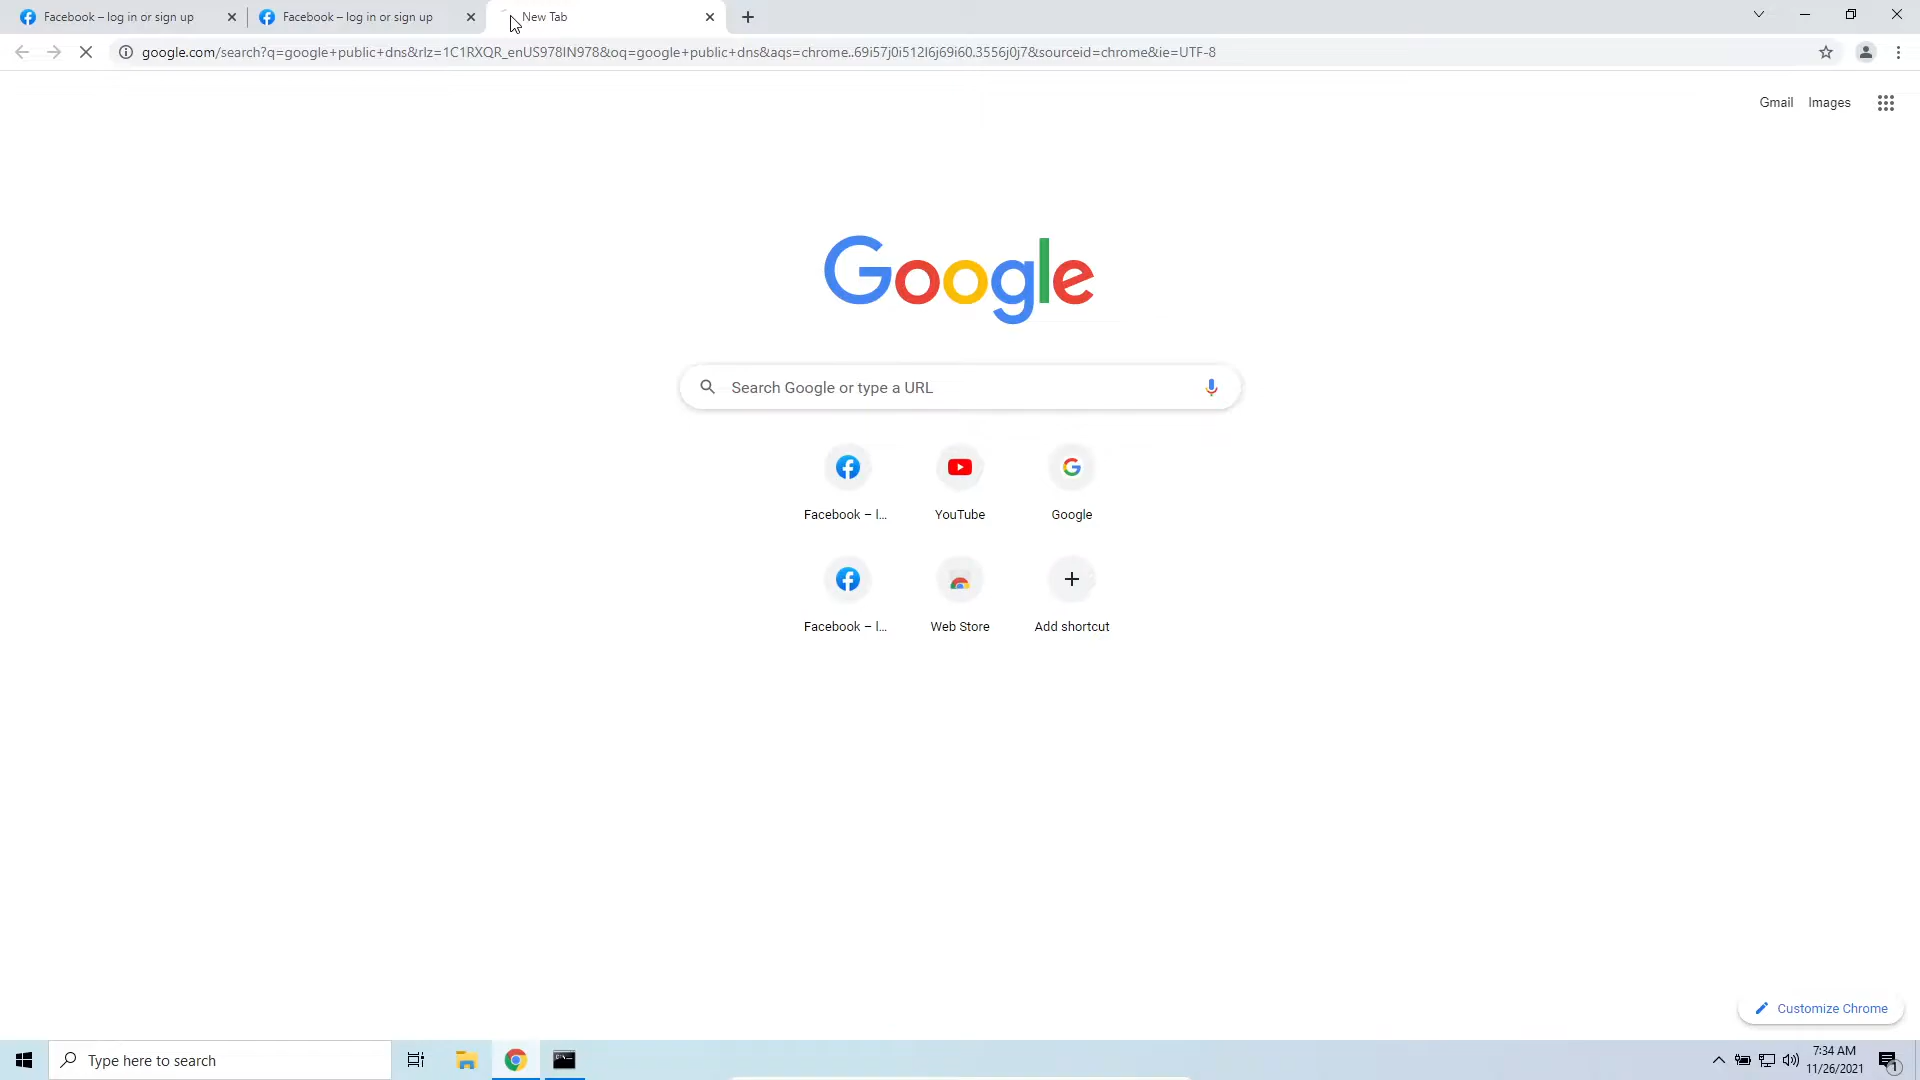 Facebook – log in or sign up
Facebook – log in or sign up
New Tab
google.com/search?q=google+public+dns&rlz=1C1RXQR_enUS978IN978&oq=google+public+dns&aqs=chrome..69i57j0i512l6j69i60.3556j0j7&sourceid=chrome&ie=UTF-8
Gmail Images
Google
Search Google or type a URL
Facebook – l... YouTube Google
Facebook – l... Web Store Add shortcut
Customize Chrome
Type here to search
7:34 AM
11/26/2021
1